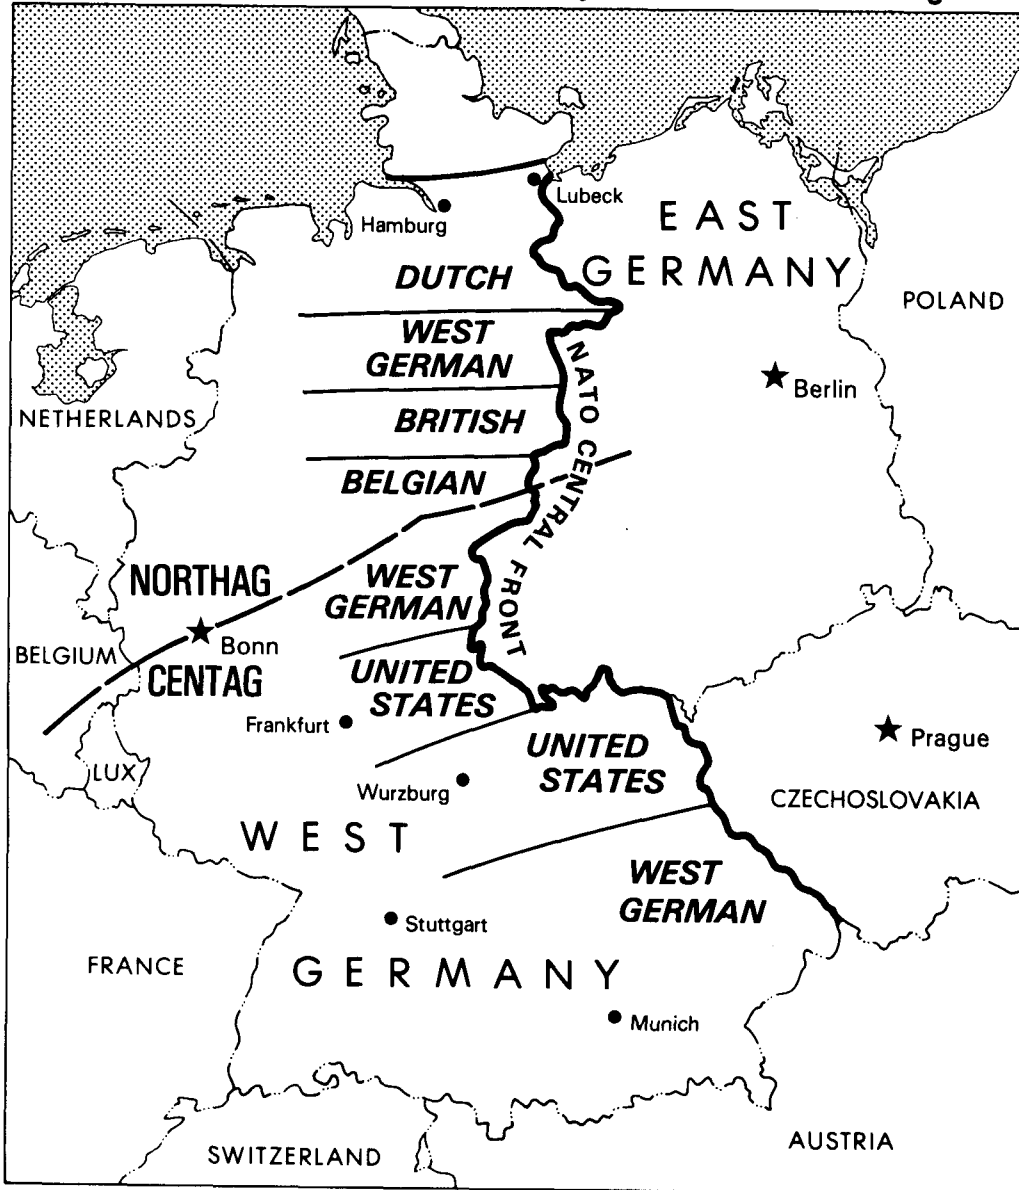 Lubeck
Hamburg
EAST
GERMANY
DUTCH
POLAND
WEST
GERMAN
NATO CENTRAL FRONT
Berlin
NETHERLANDS
BRITISH
BELGIAN
NORTHAG
WEST
GERMAN
Bonn
BELGIUM
CENTAG
UNITED
STATES
Frankfurt
UNITED
STATES
Prague
LUX
Wurzburg
CZECHOSLOVAKIA
WEST
WEST
GERMAN
Stuttgart
FRANCE
GERMANY
Munich
SWITZERLAND
AUSTRIA